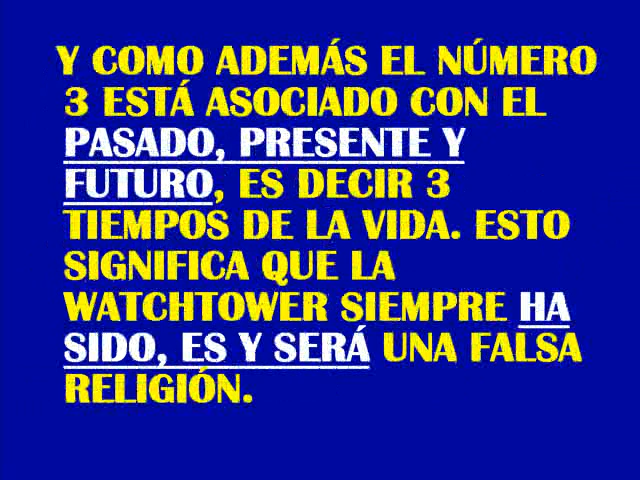 Y COMO ADEMÁS EL NÚMERO
3 ESTÁ ASOCIADO CON EL
PASADO, PRESENTE Y
FUTURO, ES DECIR 3
TIEMPOS DE LA VIDA. ESTO
SIGNIFICA QUE LA
WATCHTOWER SIEMPRE HA
SIDO, ES Y SERÁ UNA FALSA
RELIGIÓN.